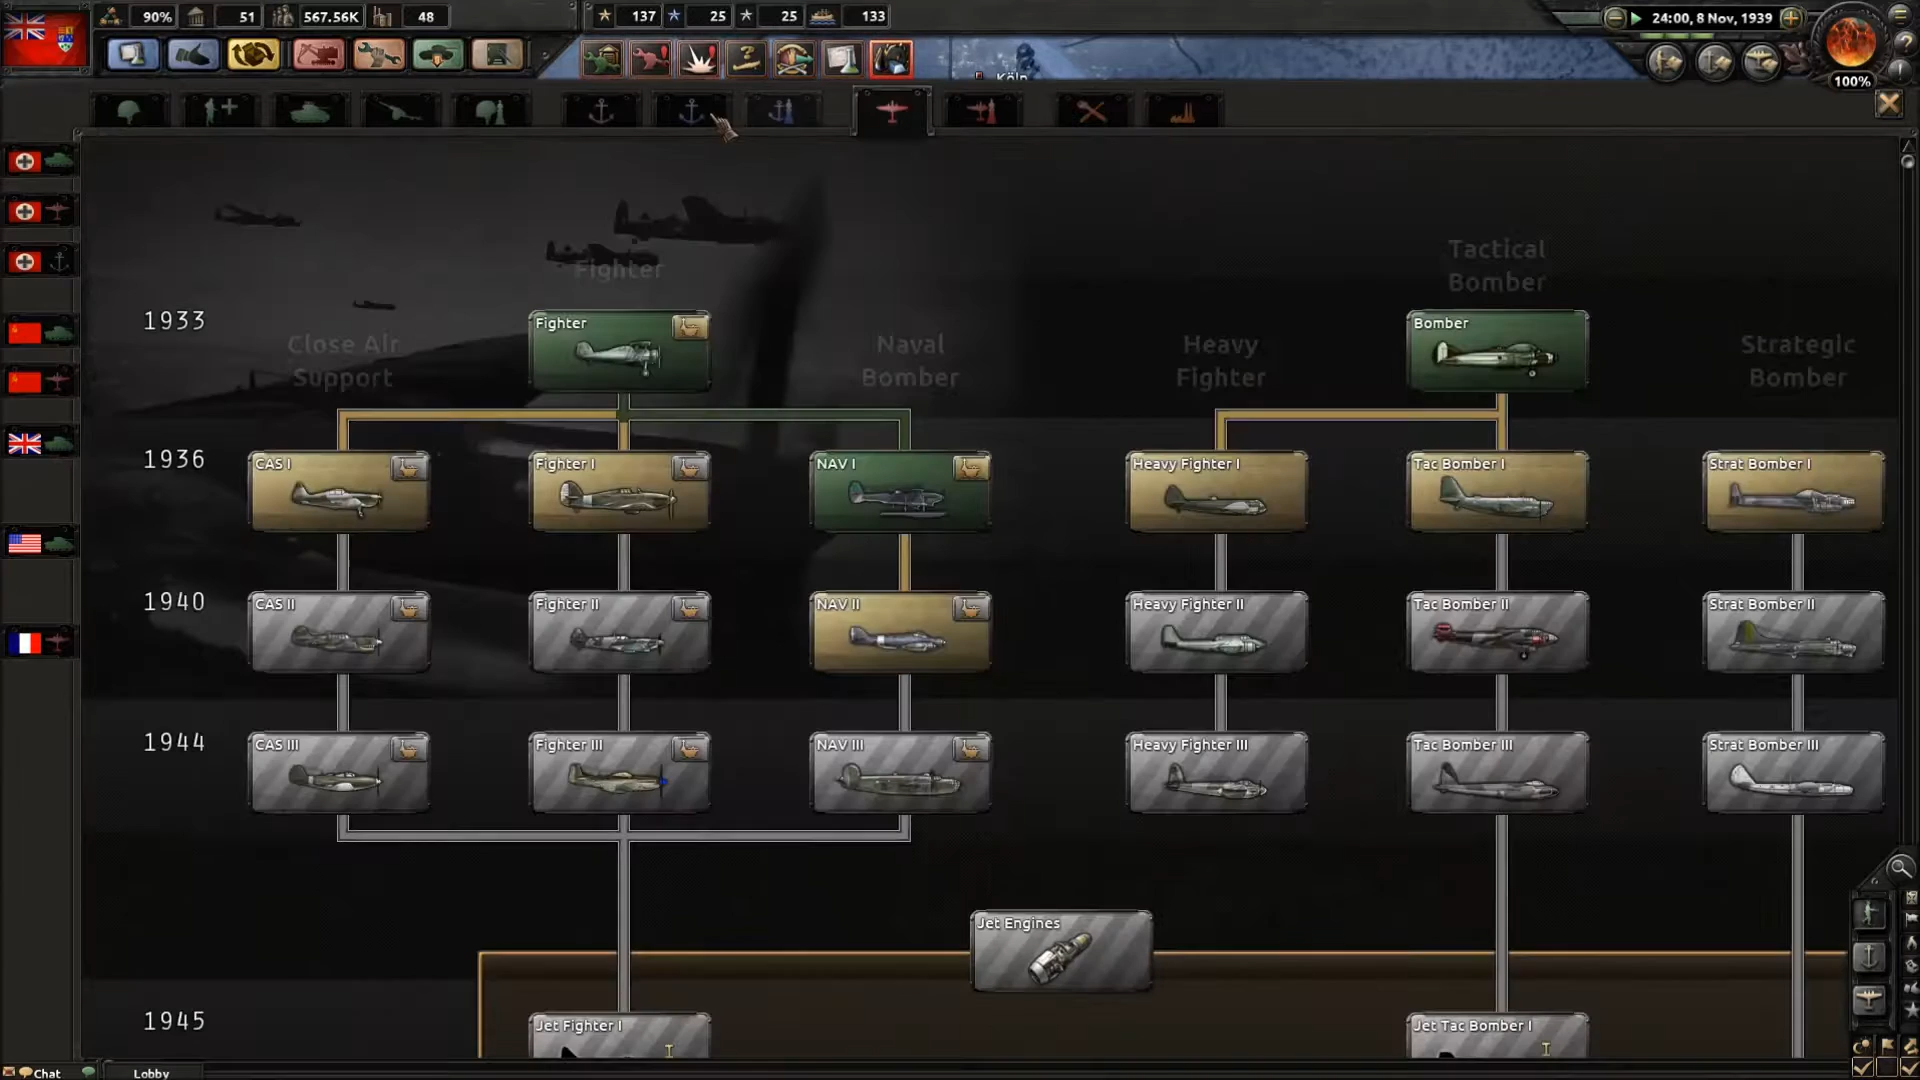 90%
51
567.56K
48
137
25
25
133
24:00, 8 Nov, 1939
Köln
100%
Fighter
Tactical
Bomber
1933
Fighter
Bomber
Close Air
Support
Naval
Bomber
Heavy
Fighter
Strategic
Bomber
1936
CAS I
Fighter I
NAV I
Heavy Fighter I
Tac Bomber I
Strat Bomber I
1940
CAS II
Fighter II
NAV II
Heavy Fighter II
Tac Bomber II
Strat Bomber II
1944
CAS III
Fighter III
NAV III
Heavy Fighter III
Tac Bomber III
Strat Bomber III
Jet Engines
1945
Jet Fighter I
Jet Tac Bomber I
I
I
Chat
Lobby